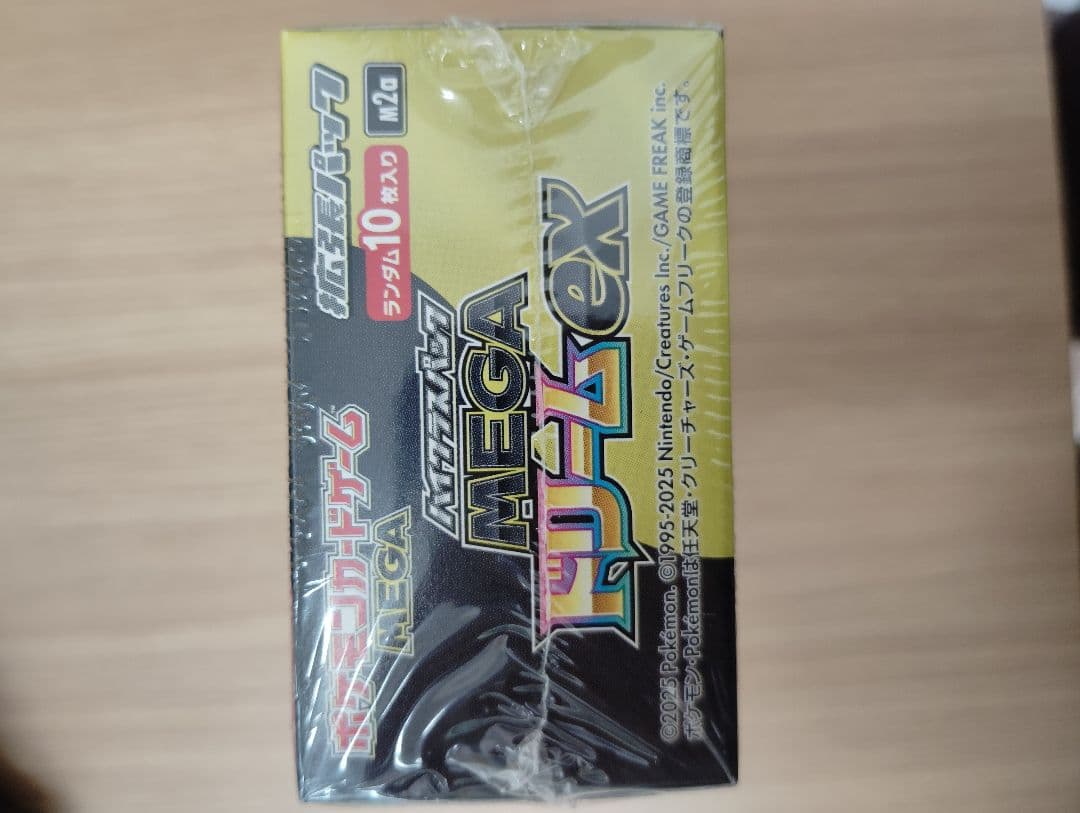 ポケモンカードゲーム™
MEGA
拡張パック
ランダム10枚入り
M2a
ハイクラスパック
MEGA
ドリームex
©2025 Pokémon. ©1995-2025 Nintendo/Creatures Inc./GAME FREAK inc.
ポケモン・Pokémonは任天堂・クリーチャーズ・ゲームフリークの登録商標です。